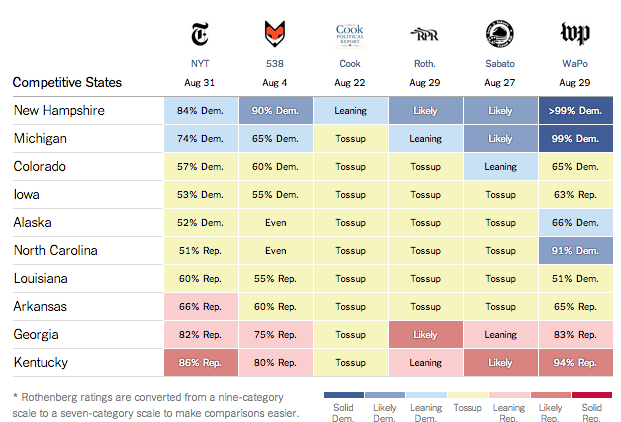 COOK
POLITICAL
REPORT
RPR
wp
NYT 538 Cook Roth. Sabato WaPo
Competitive States Aug 31 Aug 4 Aug 22 Aug 29 Aug 27 Aug 29
New Hampshire 84% Dem. 90% Dem. Leaning Likely Likely >99% Dem.
Michigan 74% Dem. 65% Dem. Tossup Leaning Likely 99% Dem.
Colorado 57% Dem. 60% Dem. Tossup Tossup Leaning 65% Dem.
Iowa 53% Dem. 55% Dem. Tossup Tossup Tossup 63% Rep.
Alaska 52% Dem. Even Tossup Tossup Tossup 66% Dem.
North Carolina 51% Rep. Even Tossup Tossup Tossup 91% Dem.
Louisiana 60% Rep. 55% Rep. Tossup Tossup Tossup 51% Dem.
Arkansas 66% Rep. 60% Rep. Tossup Tossup Tossup 65% Rep.
Georgia 82% Rep. 75% Rep. Tossup Likely Leaning 83% Rep.
Kentucky 86% Rep. 80% Rep. Tossup Leaning Likely 94% Rep.
* Rothenberg ratings are converted from a nine-category
scale to a seven-category scale to make comparisons easier.
Solid Dem.
Likely Dem.
Leaning Dem.
Tossup
Leaning Rep.
Likely Rep.
Solid Rep.